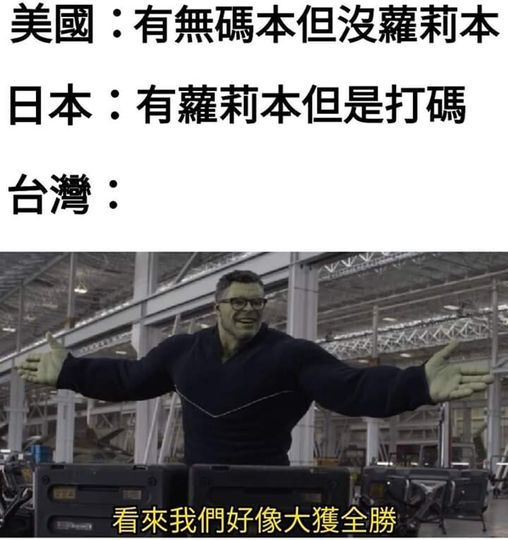 美國：有無碼本但沒蘿莉本
日本：有蘿莉本但是打碼
台灣：
看來我們好像大獲全勝